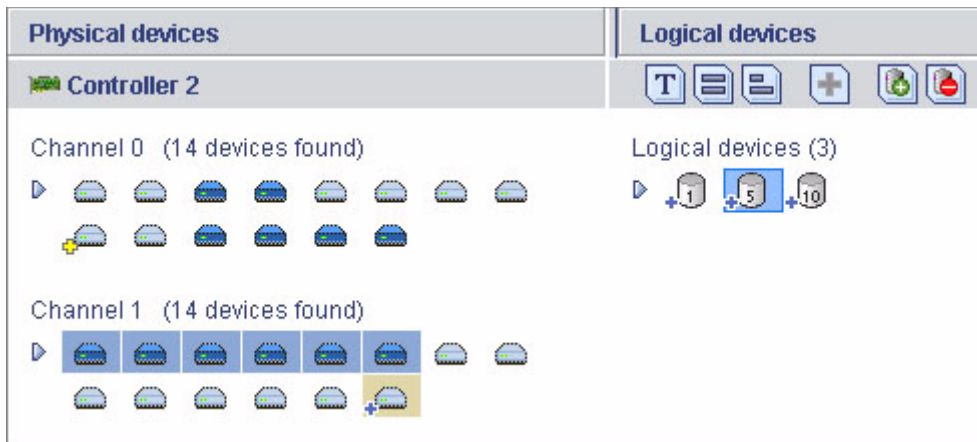 Physical devices
Logical devices
Controller 2
T
Channel 0 (14 devices found)
Logical devices (3)
1
5
10
Channel 1 (14 devices found)